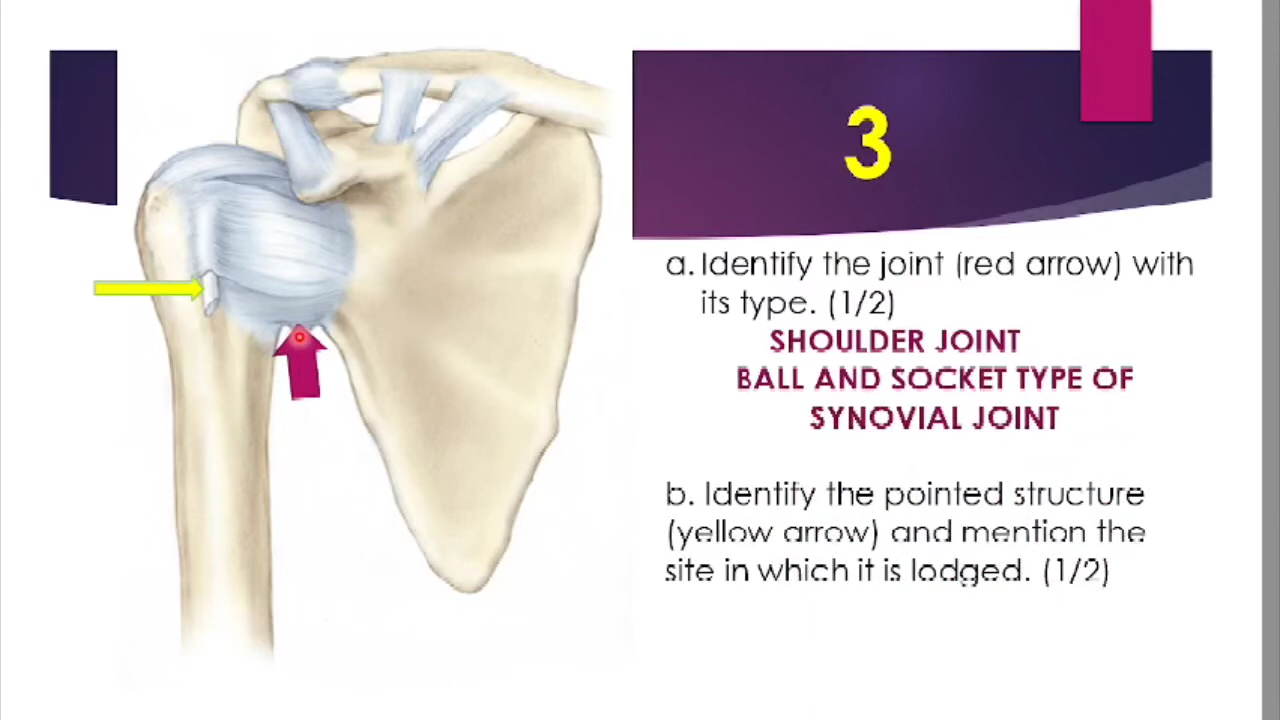 3
a. Identify the joint (red arrow) with
its type. (1/2)
SHOULDER JOINT
BALL AND SOCKET TYPE OF
SYNOVIAL JOINT
b. Identify the pointed structure
(yellow arrow) and mention the
site in which it is lodged. (1/2)